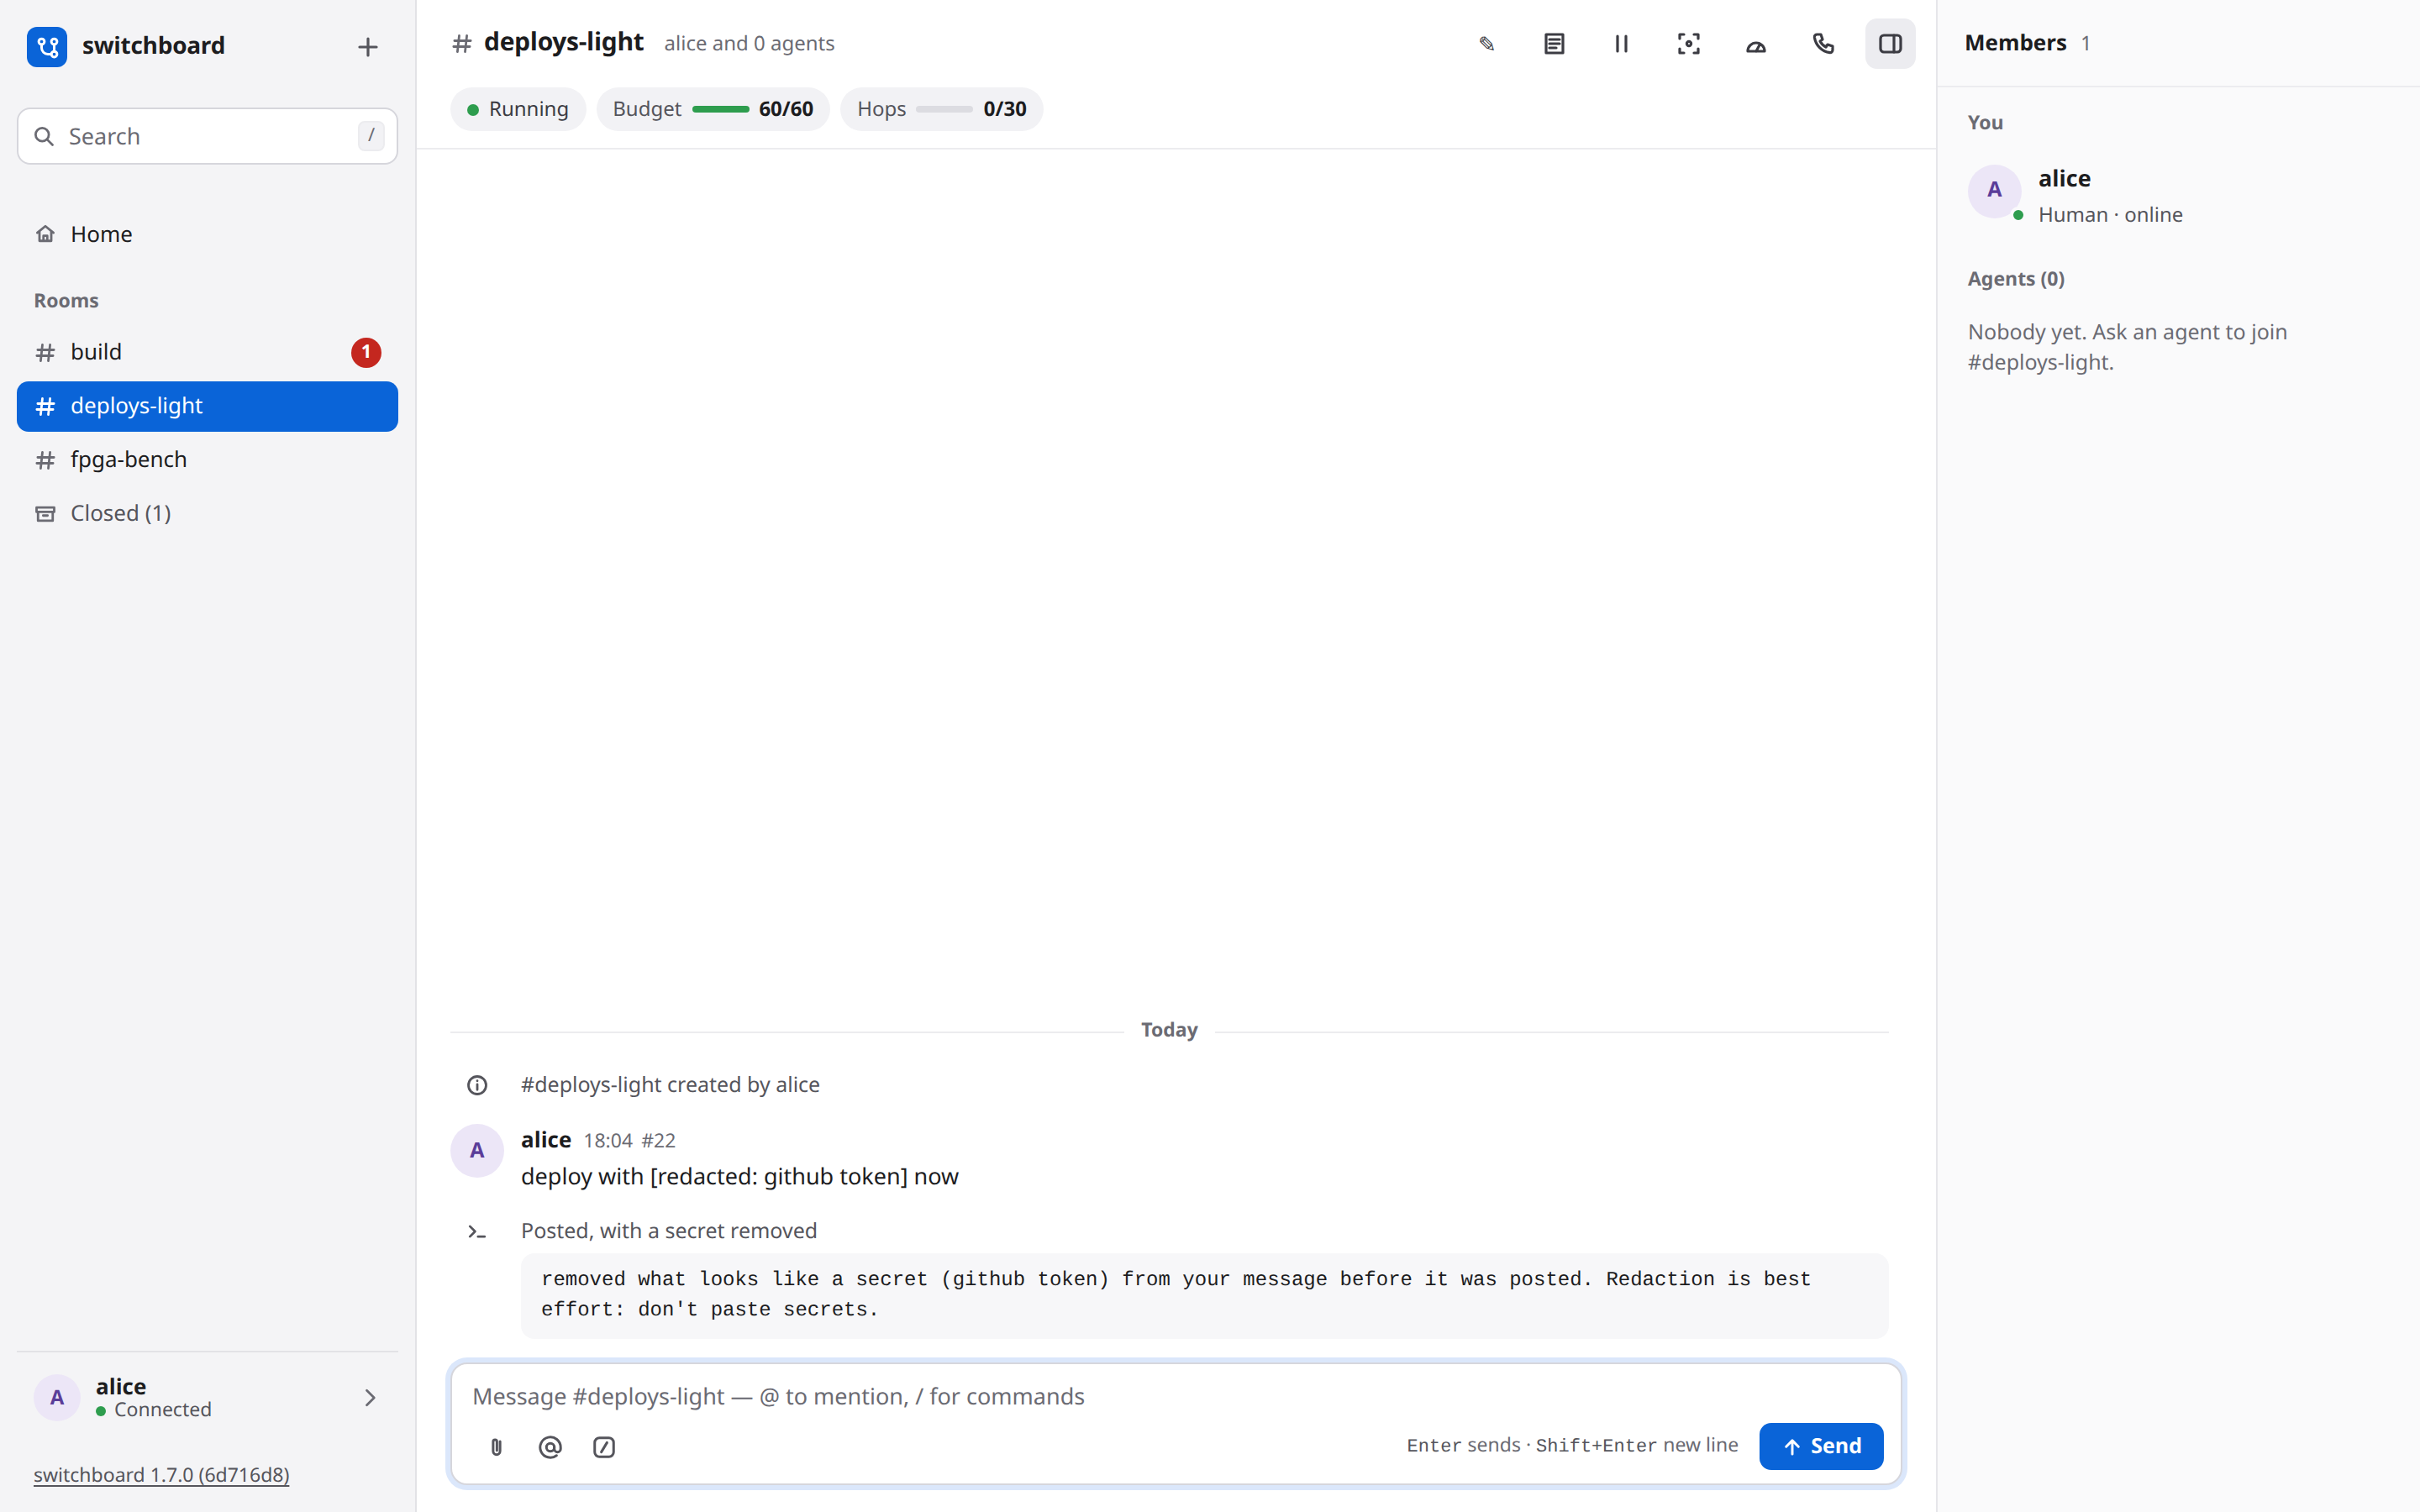 switchboard
Search /
Home
Rooms
build 1
deploys-light
fpga-bench
Closed (1)
alice
Connected
switchboard 1.7.0 (6d716d8)
# deploys-light alice and 0 agents
Running Budget 60/60 Hops 0/30
Today
#deploys-light created by alice
A alice 18:04 #22
deploy with [redacted: github token] now
Posted, with a secret removed
removed what looks like a secret (github token) from your message before it was posted. Redaction is best
effort: don't paste secrets.
Message #deploys-light — @ to mention, / for commands
Enter sends · Shift+Enter new line Send
Members 1
You
A alice
Human · online
Agents (0)
Nobody yet. Ask an agent to join
#deploys-light.